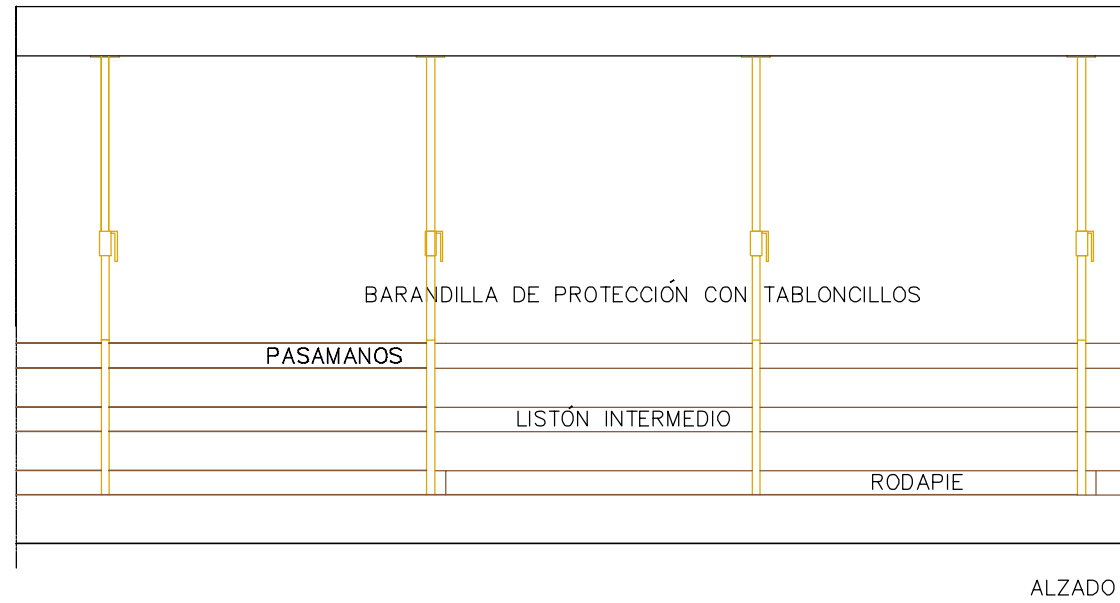 BARANDILLA DE PROTECCIÓN CON TABLONCILLOS
PASAMANOS
LISTÓN INTERMEDIO
RODAPIE
ALZADO